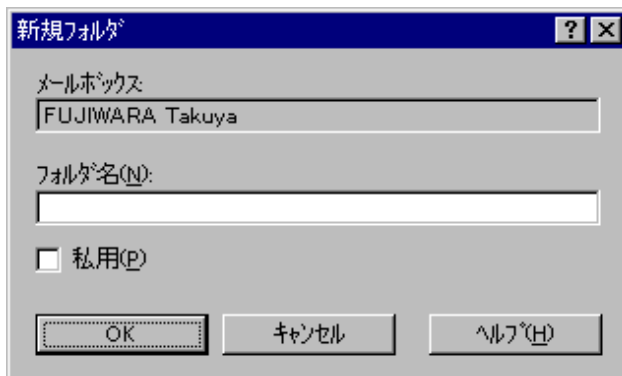 新規フォルダ
メールボックス:
FUJIWARA Takuya
フォルダ名(N):
私用(P)
OK キャンセル ヘルプ(H)